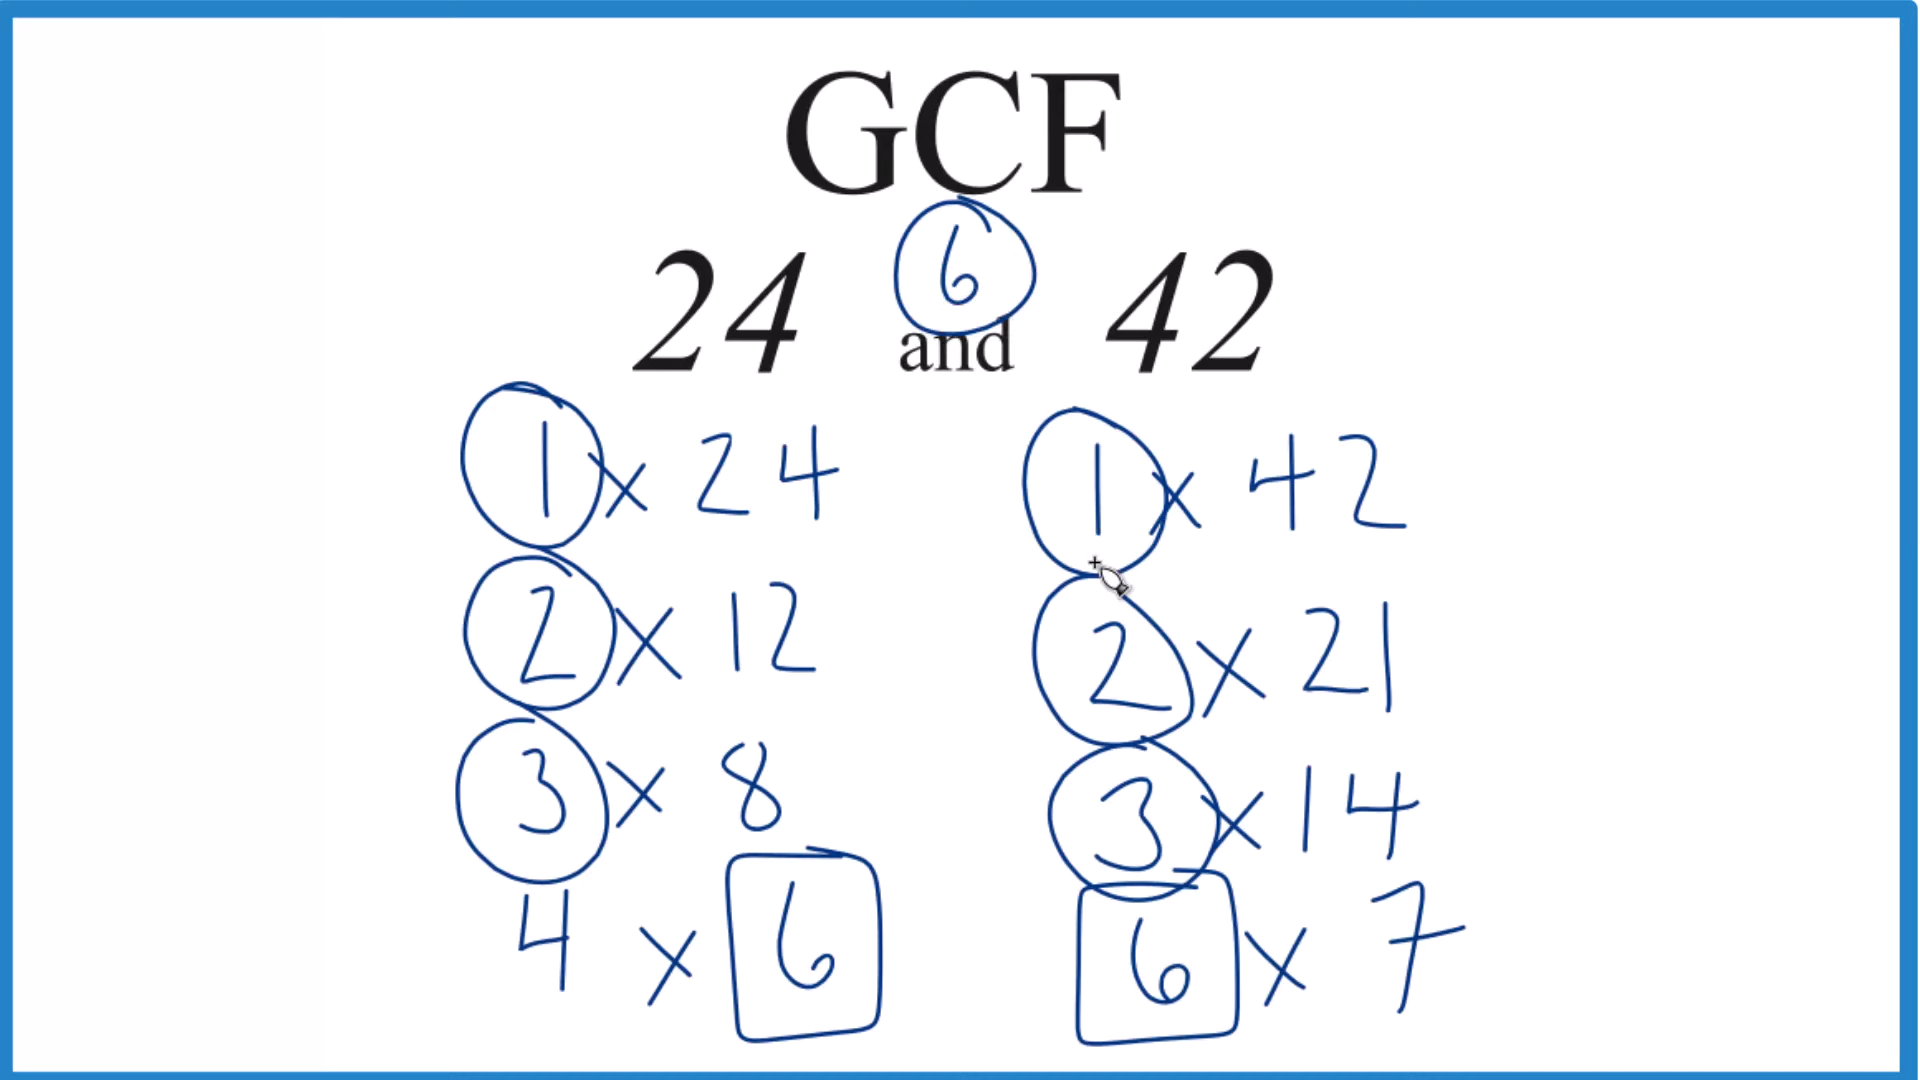 GCF
6
24 and 42
1 x 24
1 x 42
2 x 12
2 x 21
3 x 8
3 x 14
4 x 6
6 x 7